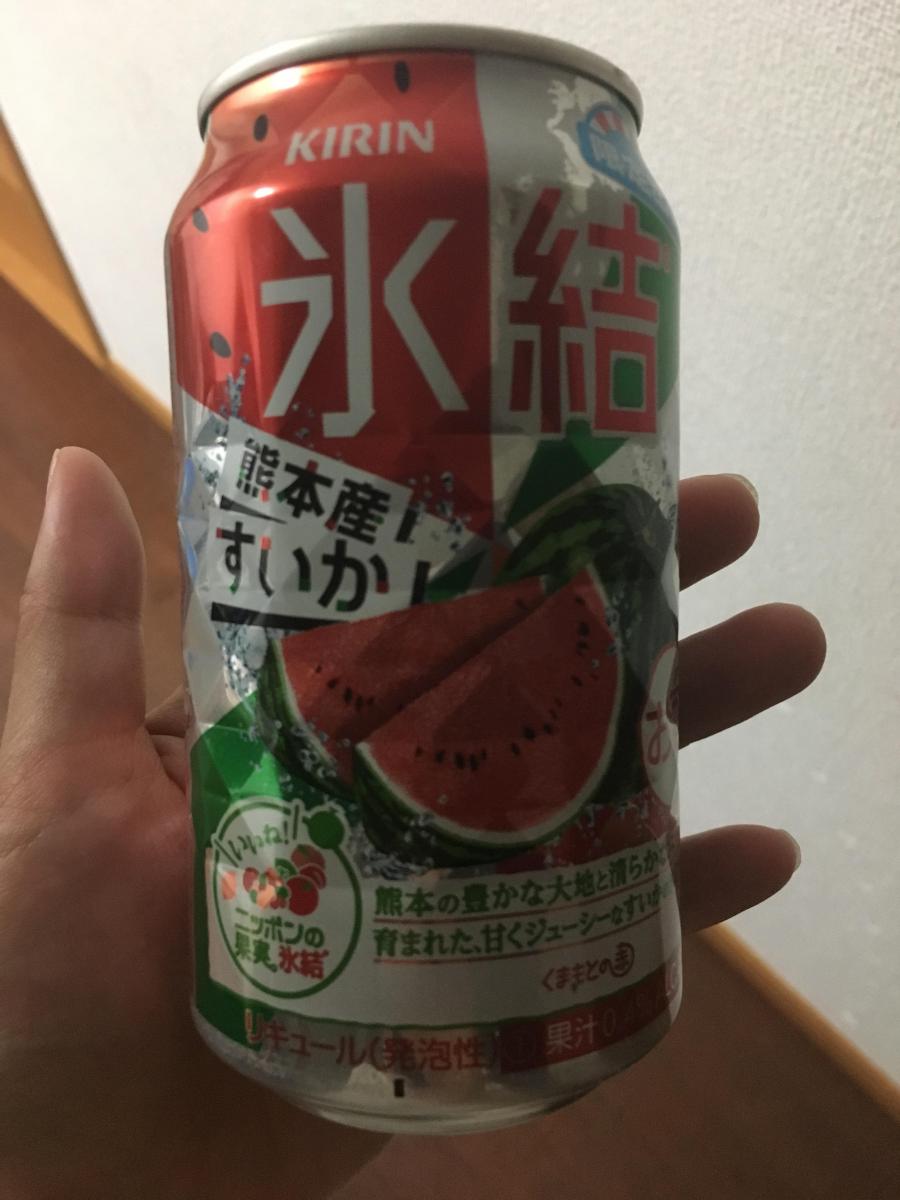 KIRIN
氷結
熊本産
すいか
いいね!
ニッポンの
果実。
氷結
熊本の豊かな大地と清らか
育まれた、甘くジューシーなすいか
くまもとの
リキュール(発泡性)①
果汁0.4%